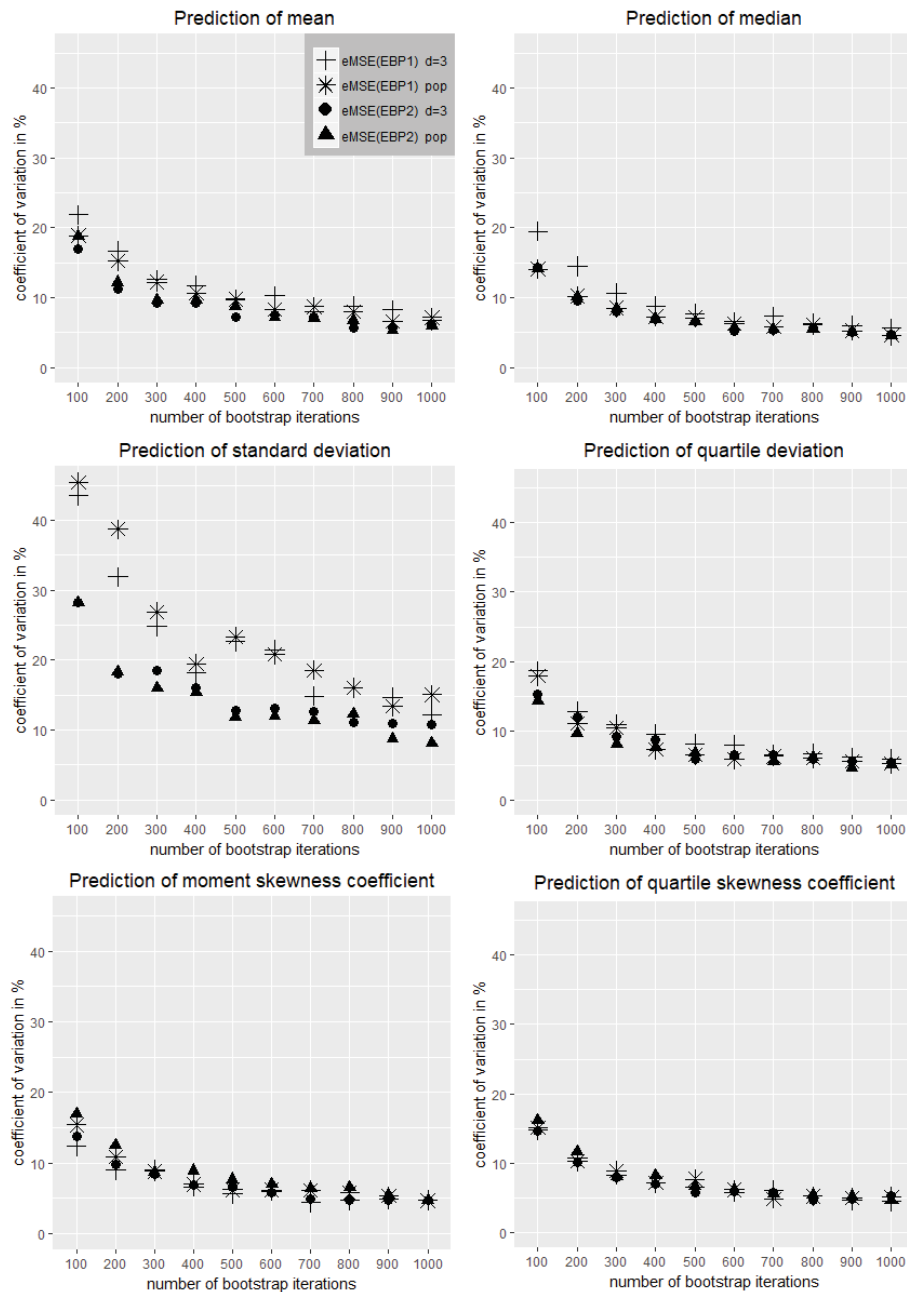 Prediction of mean
coefficient of variation in %
40
30
20
10
0
eMSE(EBP1) d=3
eMSE(EBP1) pop
eMSE(EBP2) d=3
eMSE(EBP2) pop
100 200 300 400 500 600 700 800 900 1000
number of bootstrap iterations
Prediction of median
coefficient of variation in %
40
30
20
10
0
100 200 300 400 500 600 700 800 900 1000
number of bootstrap iterations
Prediction of standard deviation
coefficient of variation in %
40
30
20
10
0
100 200 300 400 500 600 700 800 900 1000
number of bootstrap iterations
Prediction of quartile deviation
coefficient of variation in %
40
30
20
10
0
100 200 300 400 500 600 700 800 900 1000
number of bootstrap iterations
Prediction of moment skewness coefficient
coefficient of variation in %
40
30
20
10
0
100 200 300 400 500 600 700 800 900 1000
number of bootstrap iterations
Prediction of quartile skewness coefficient
coefficient of variation in %
40
30
20
10
0
100 200 300 400 500 600 700 800 900 1000
number of bootstrap iterations